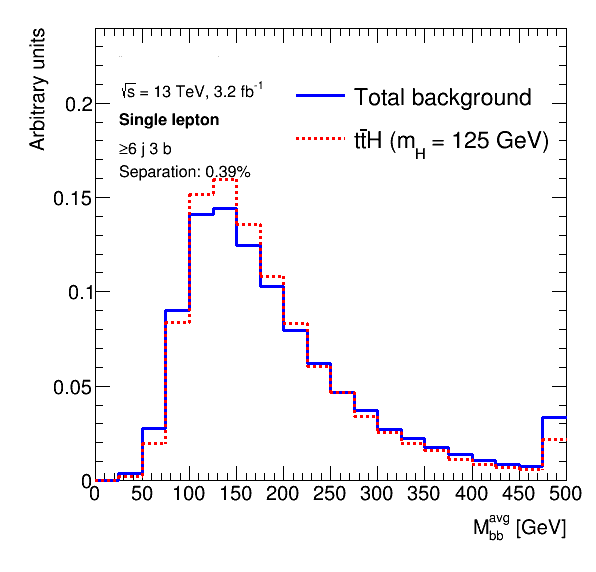 Arbitrary units
√s = 13 TeV, 3.2 fb⁻¹
Single lepton
≥6 j 3 b
Separation: 0.39%
Total background
tt̄H (m_H = 125 GeV)
0.2
0.15
0.1
0.05
0
0 50 100 150 200 250 300 350 400 450 500
M_bb^avg [GeV]